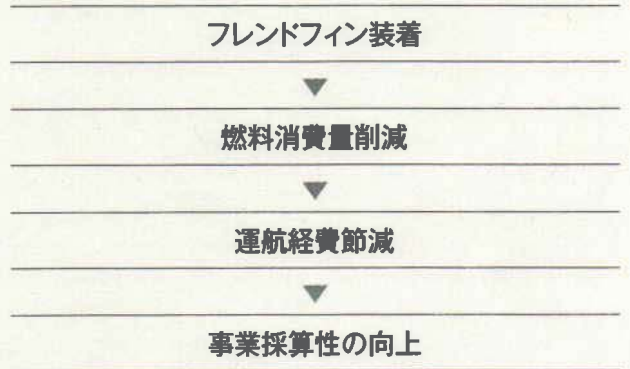 フレンドフィン装着
▼
燃料消費量削減
▼
運航経費節減
▼
事業採算性の向上